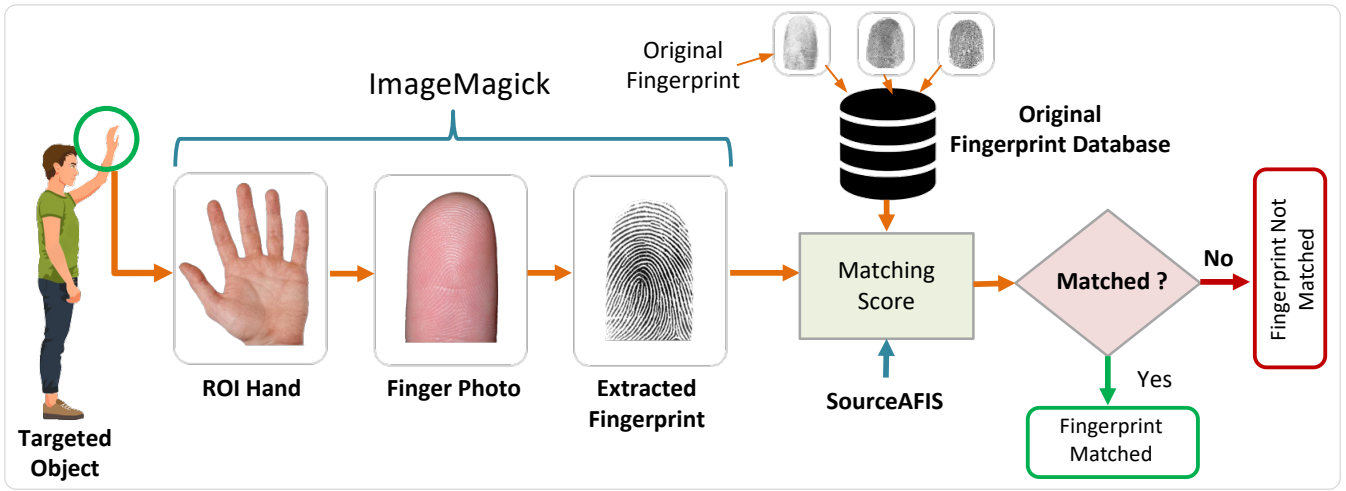 ImageMagick
Original
Fingerprint
Original
Fingerprint Database
Targeted
Object
ROI Hand
Finger Photo
Extracted
Fingerprint
Matching
Score
SourceAFIS
Matched ?
No
Fingerprint Not
Matched
Yes
Fingerprint
Matched